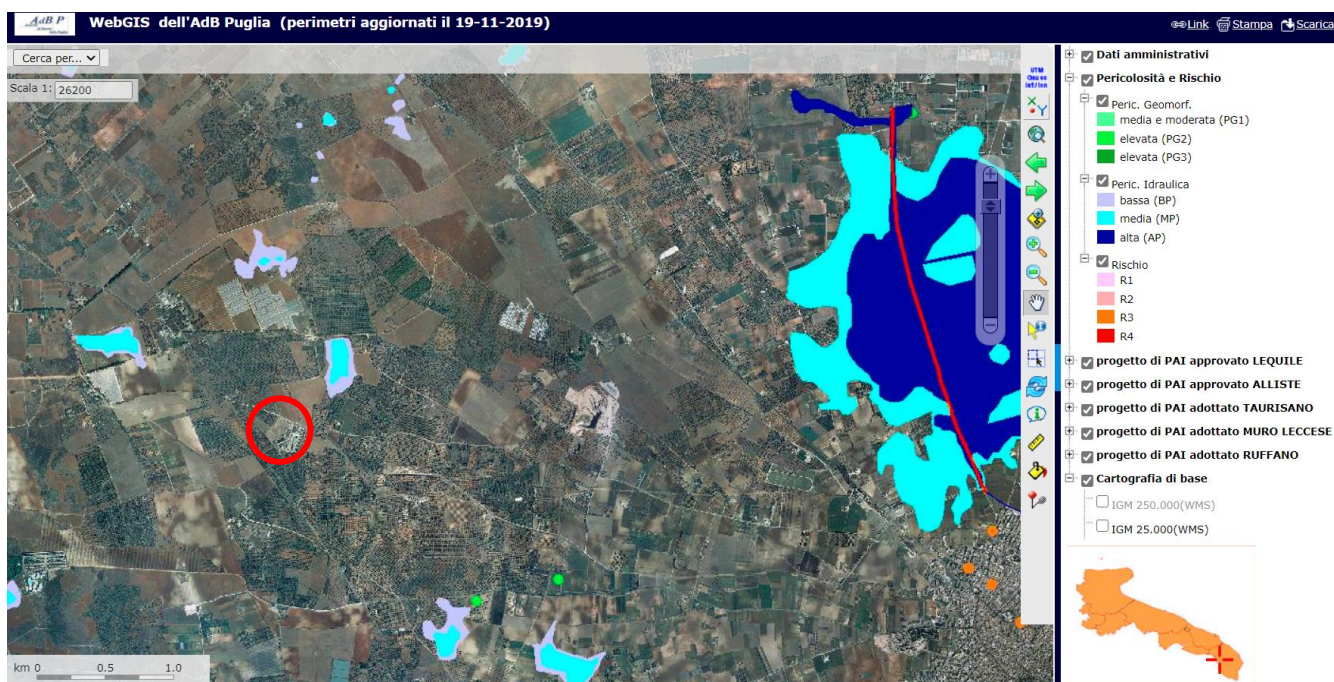 AdB P
WebGIS dell'AdB Puglia (perimetri aggiornati il 19-11-2019)
Link Stampa Scarica
Cerca per...
Scala 1: 26200
km 0 0.5 1.0
UTM
Dati amministrativi
Pericolosità e Rischio
Peric. Geomorf.
media e moderata (PG1)
elevata (PG2)
elevata (PG3)
Peric. Idraulica
bassa (BP)
media (MP)
alta (AP)
Rischio
R1
R2
R3
R4
progetto di PAI approvato LEQUILE
progetto di PAI approvato ALLISTE
progetto di PAI adottato TAURISANO
progetto di PAI adottato MURO LECCESE
progetto di PAI adottato RUFFANO
Cartografia di base
IGM 250.000(WMS)
IGM 25.000(WMS)